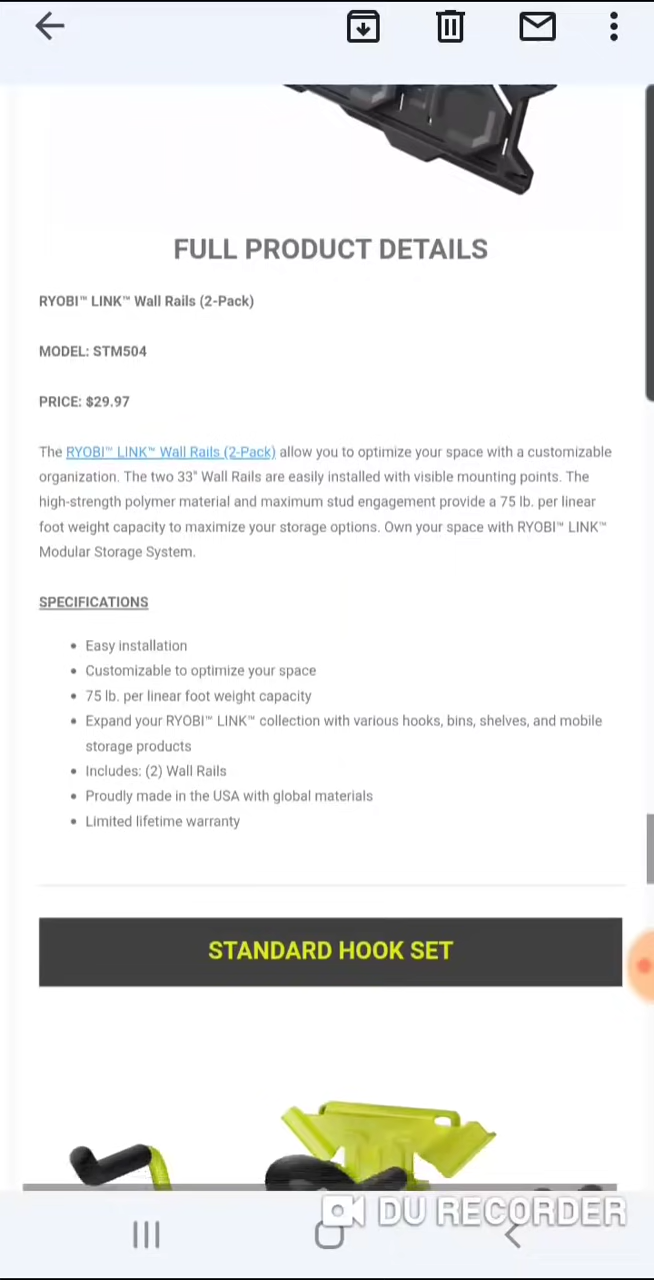 FULL PRODUCT DETAILS
RYOBI™ LINK™ Wall Rails (2-Pack)
MODEL: STM504
PRICE: $29.97
The RYOBI™ LINK™ Wall Rails (2-Pack) allow you to optimize your space with a customizable
organization. The two 33" Wall Rails are easily installed with visible mounting points. The
high-strength polymer material and maximum stud engagement provide a 75 lb. per linear
foot weight capacity to maximize your storage options. Own your space with RYOBI™ LINK™
Modular Storage System.
SPECIFICATIONS
• Easy installation
• Customizable to optimize your space
• 75 lb. per linear foot weight capacity
• Expand your RYOBI™ LINK™ collection with various hooks, bins, shelves, and mobile
storage products
• Includes: (2) Wall Rails
• Proudly made in the USA with global materials
• Limited lifetime warranty
STANDARD HOOK SET
DU RECORDER